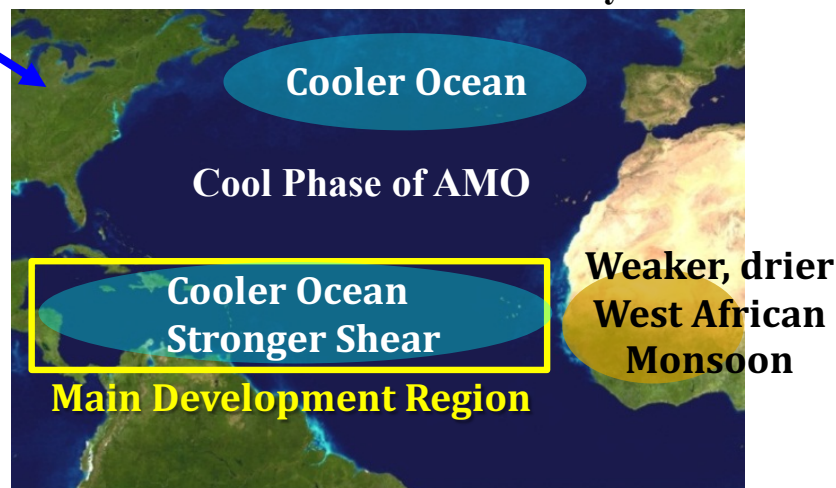 Cooler Ocean
Cool Phase of AMO
Cooler Ocean
Stronger Shear
Weaker, drier
West African
Monsoon
Main Development Region